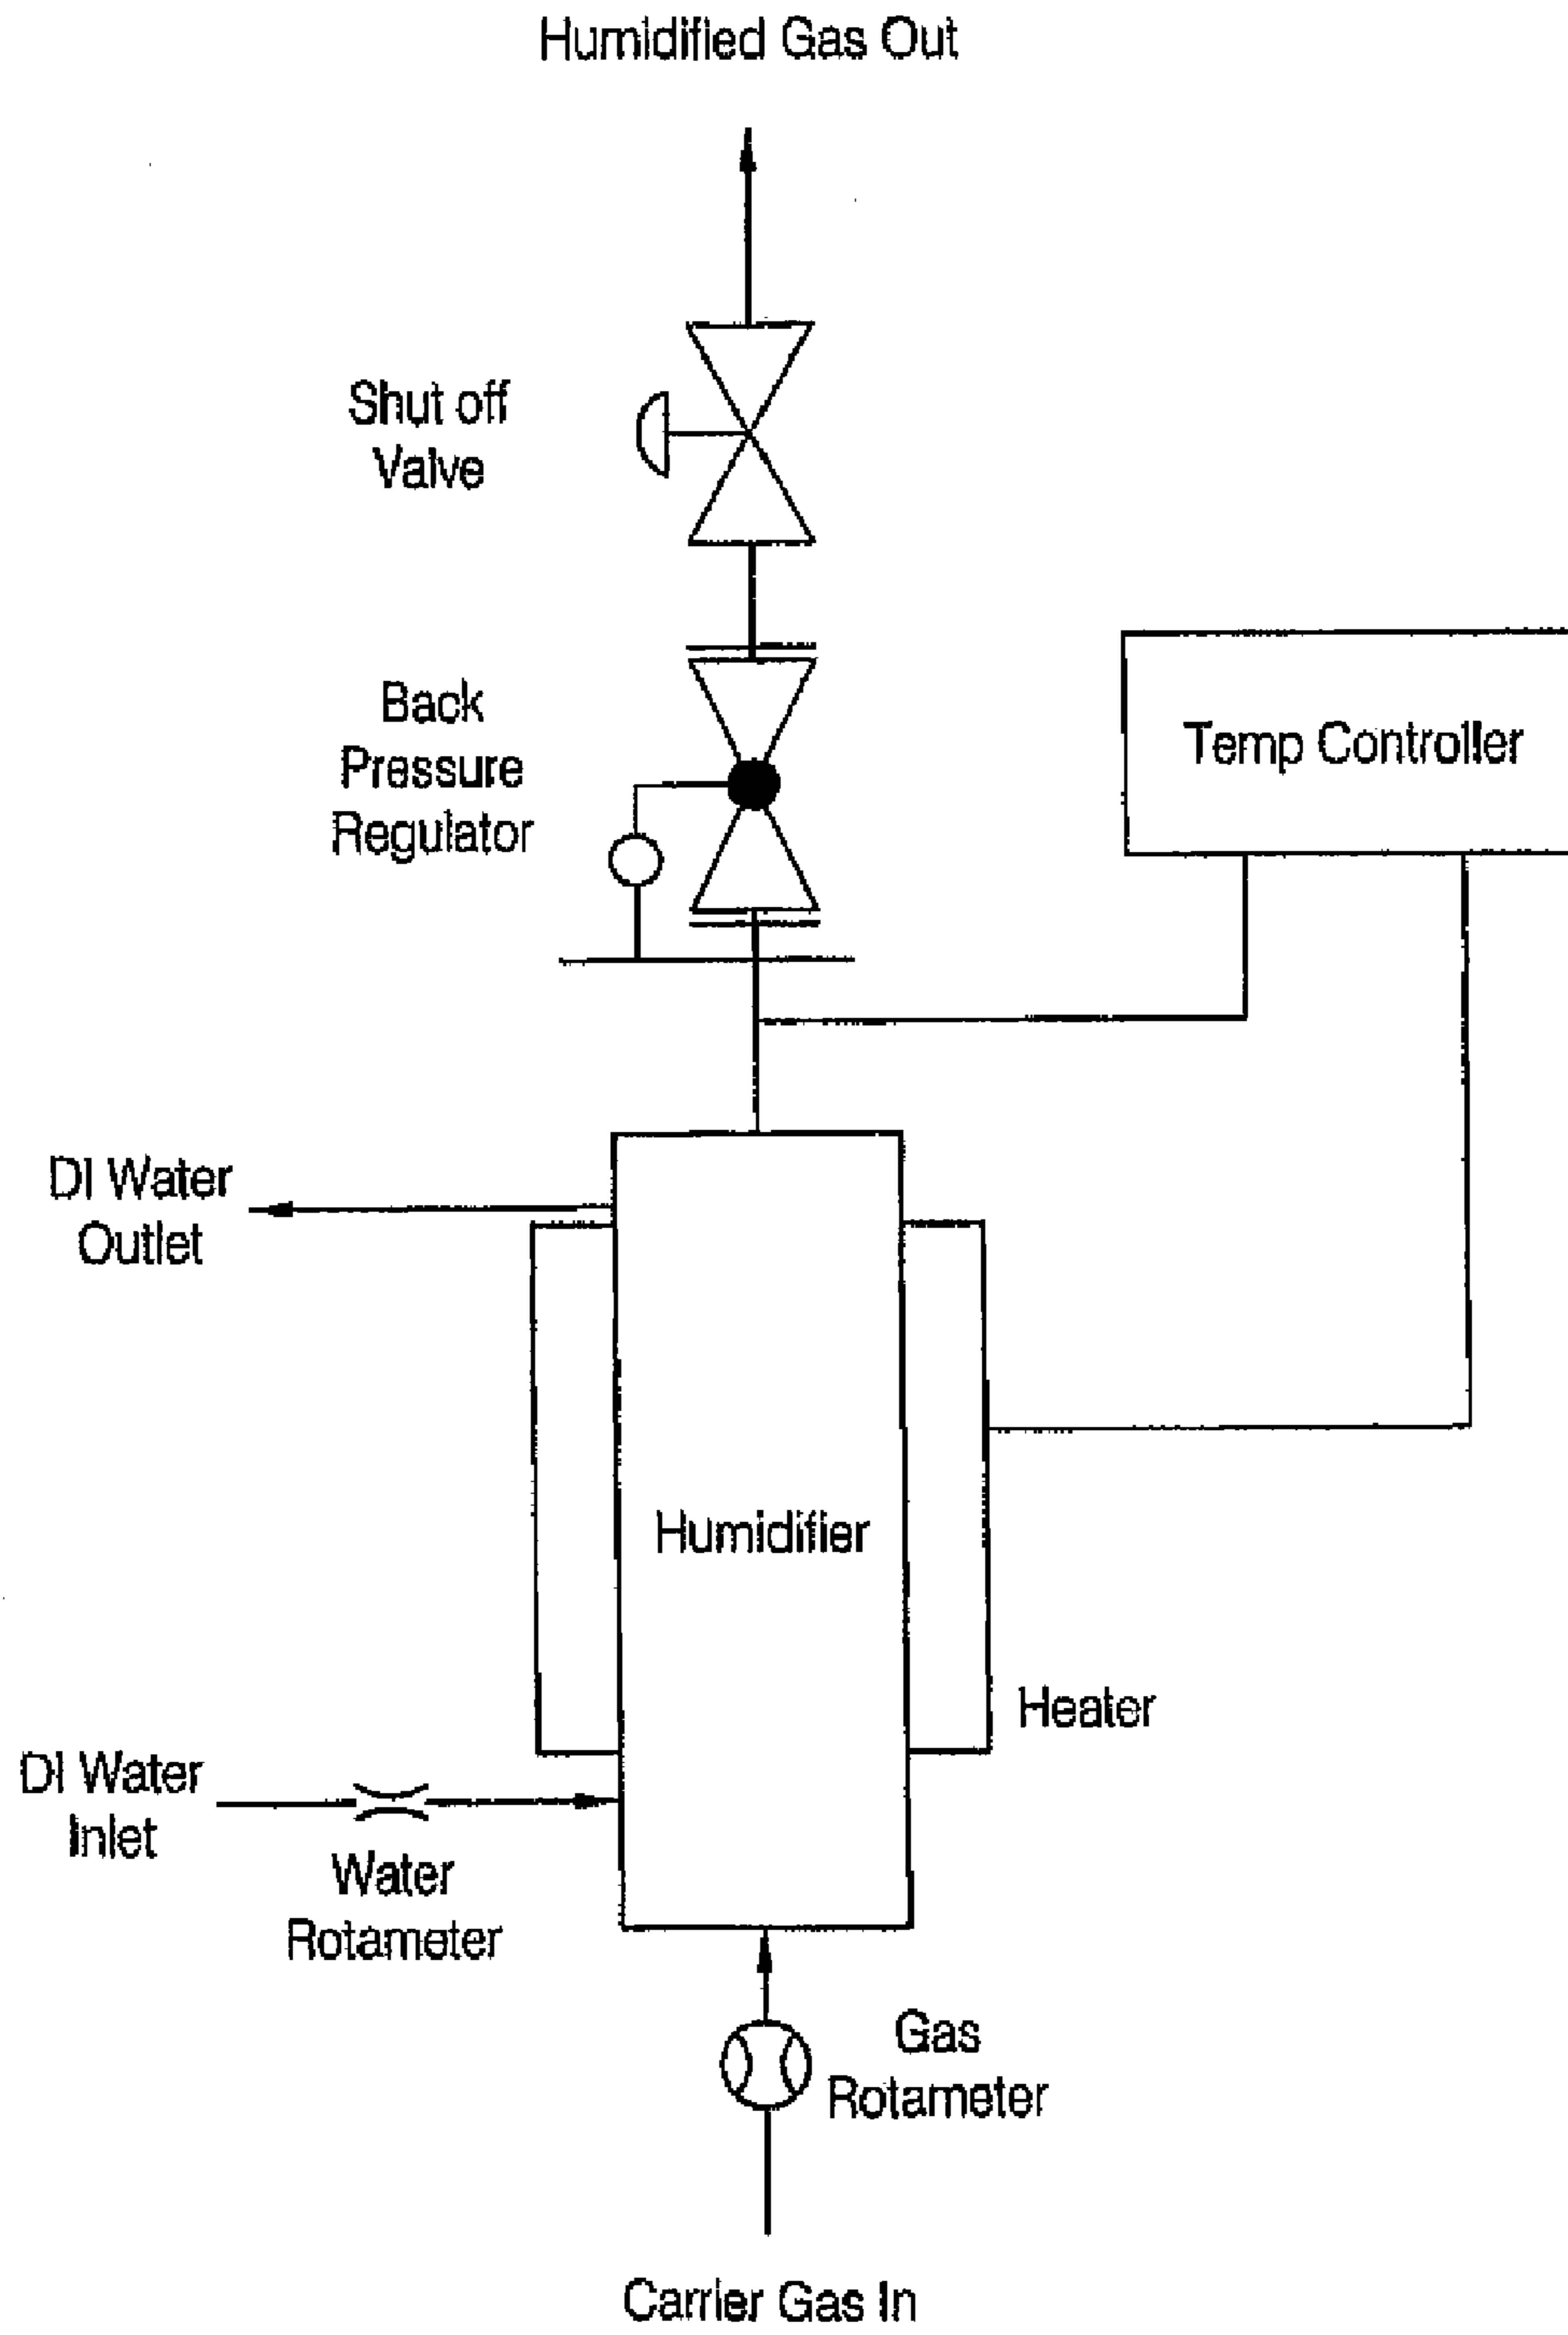 Humidified Gas Out
Shut off
Valve
Back
Pressure
Regulator
Temp Controller
DI Water
Outlet
Humidifier
Heater
DI Water
Inlet
Water
Rotameter
Gas
Rotameter
Carrier Gas In